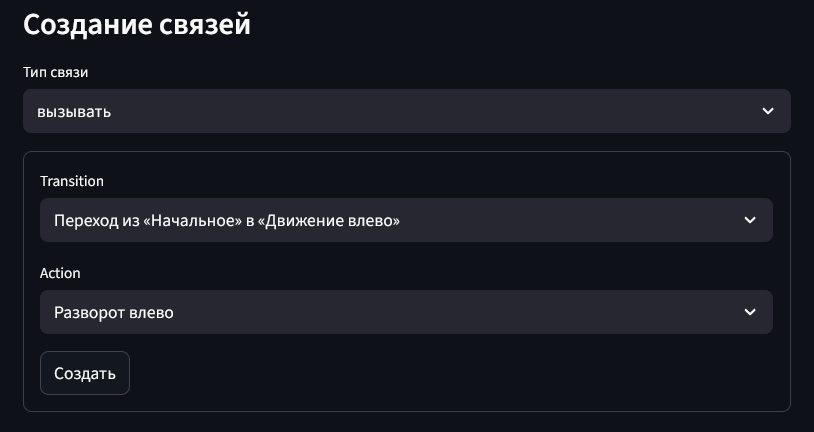 Создание связей
Тип связи
вызывать
Transition
Переход из «Начальное» в «Движение влево»
Action
Разворот влево
Создать